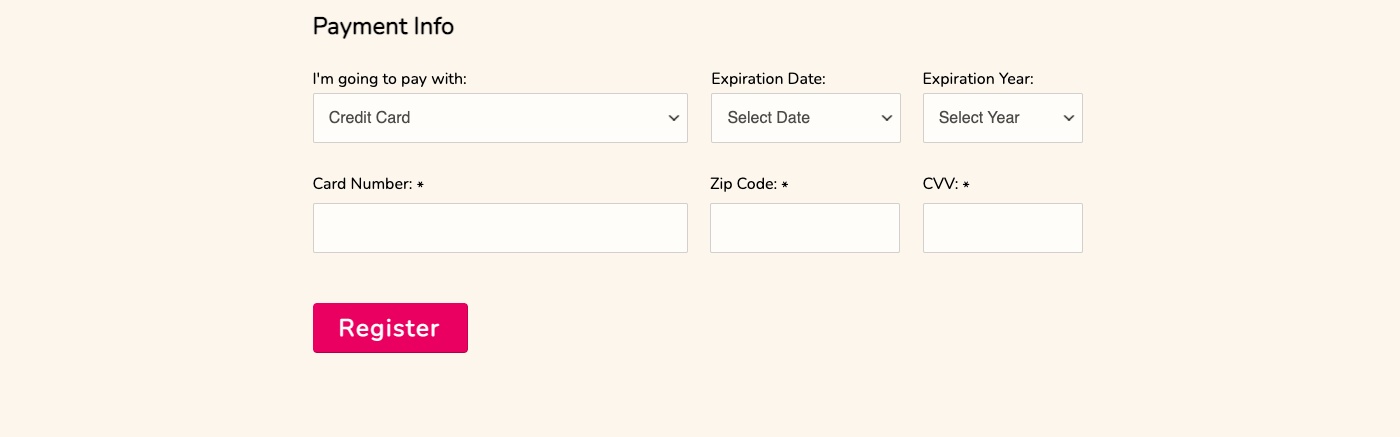 Payment Info
I'm going to pay with: Expiration Date: Expiration Year:
Credit Card Select Date Select Year
Card Number: * Zip Code: * CVV: *
Register